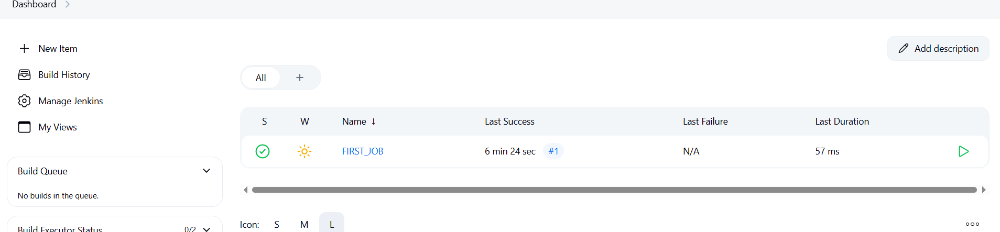 Dashboard
New Item
Build History
Manage Jenkins
My Views
Build Queue
No builds in the queue.
Build Executor Status 0/2
Add description
All +
S W Name ↓ Last Success Last Failure Last Duration
FIRST_JOB 6 min 24 sec #1 N/A 57 ms
Icon: S M L